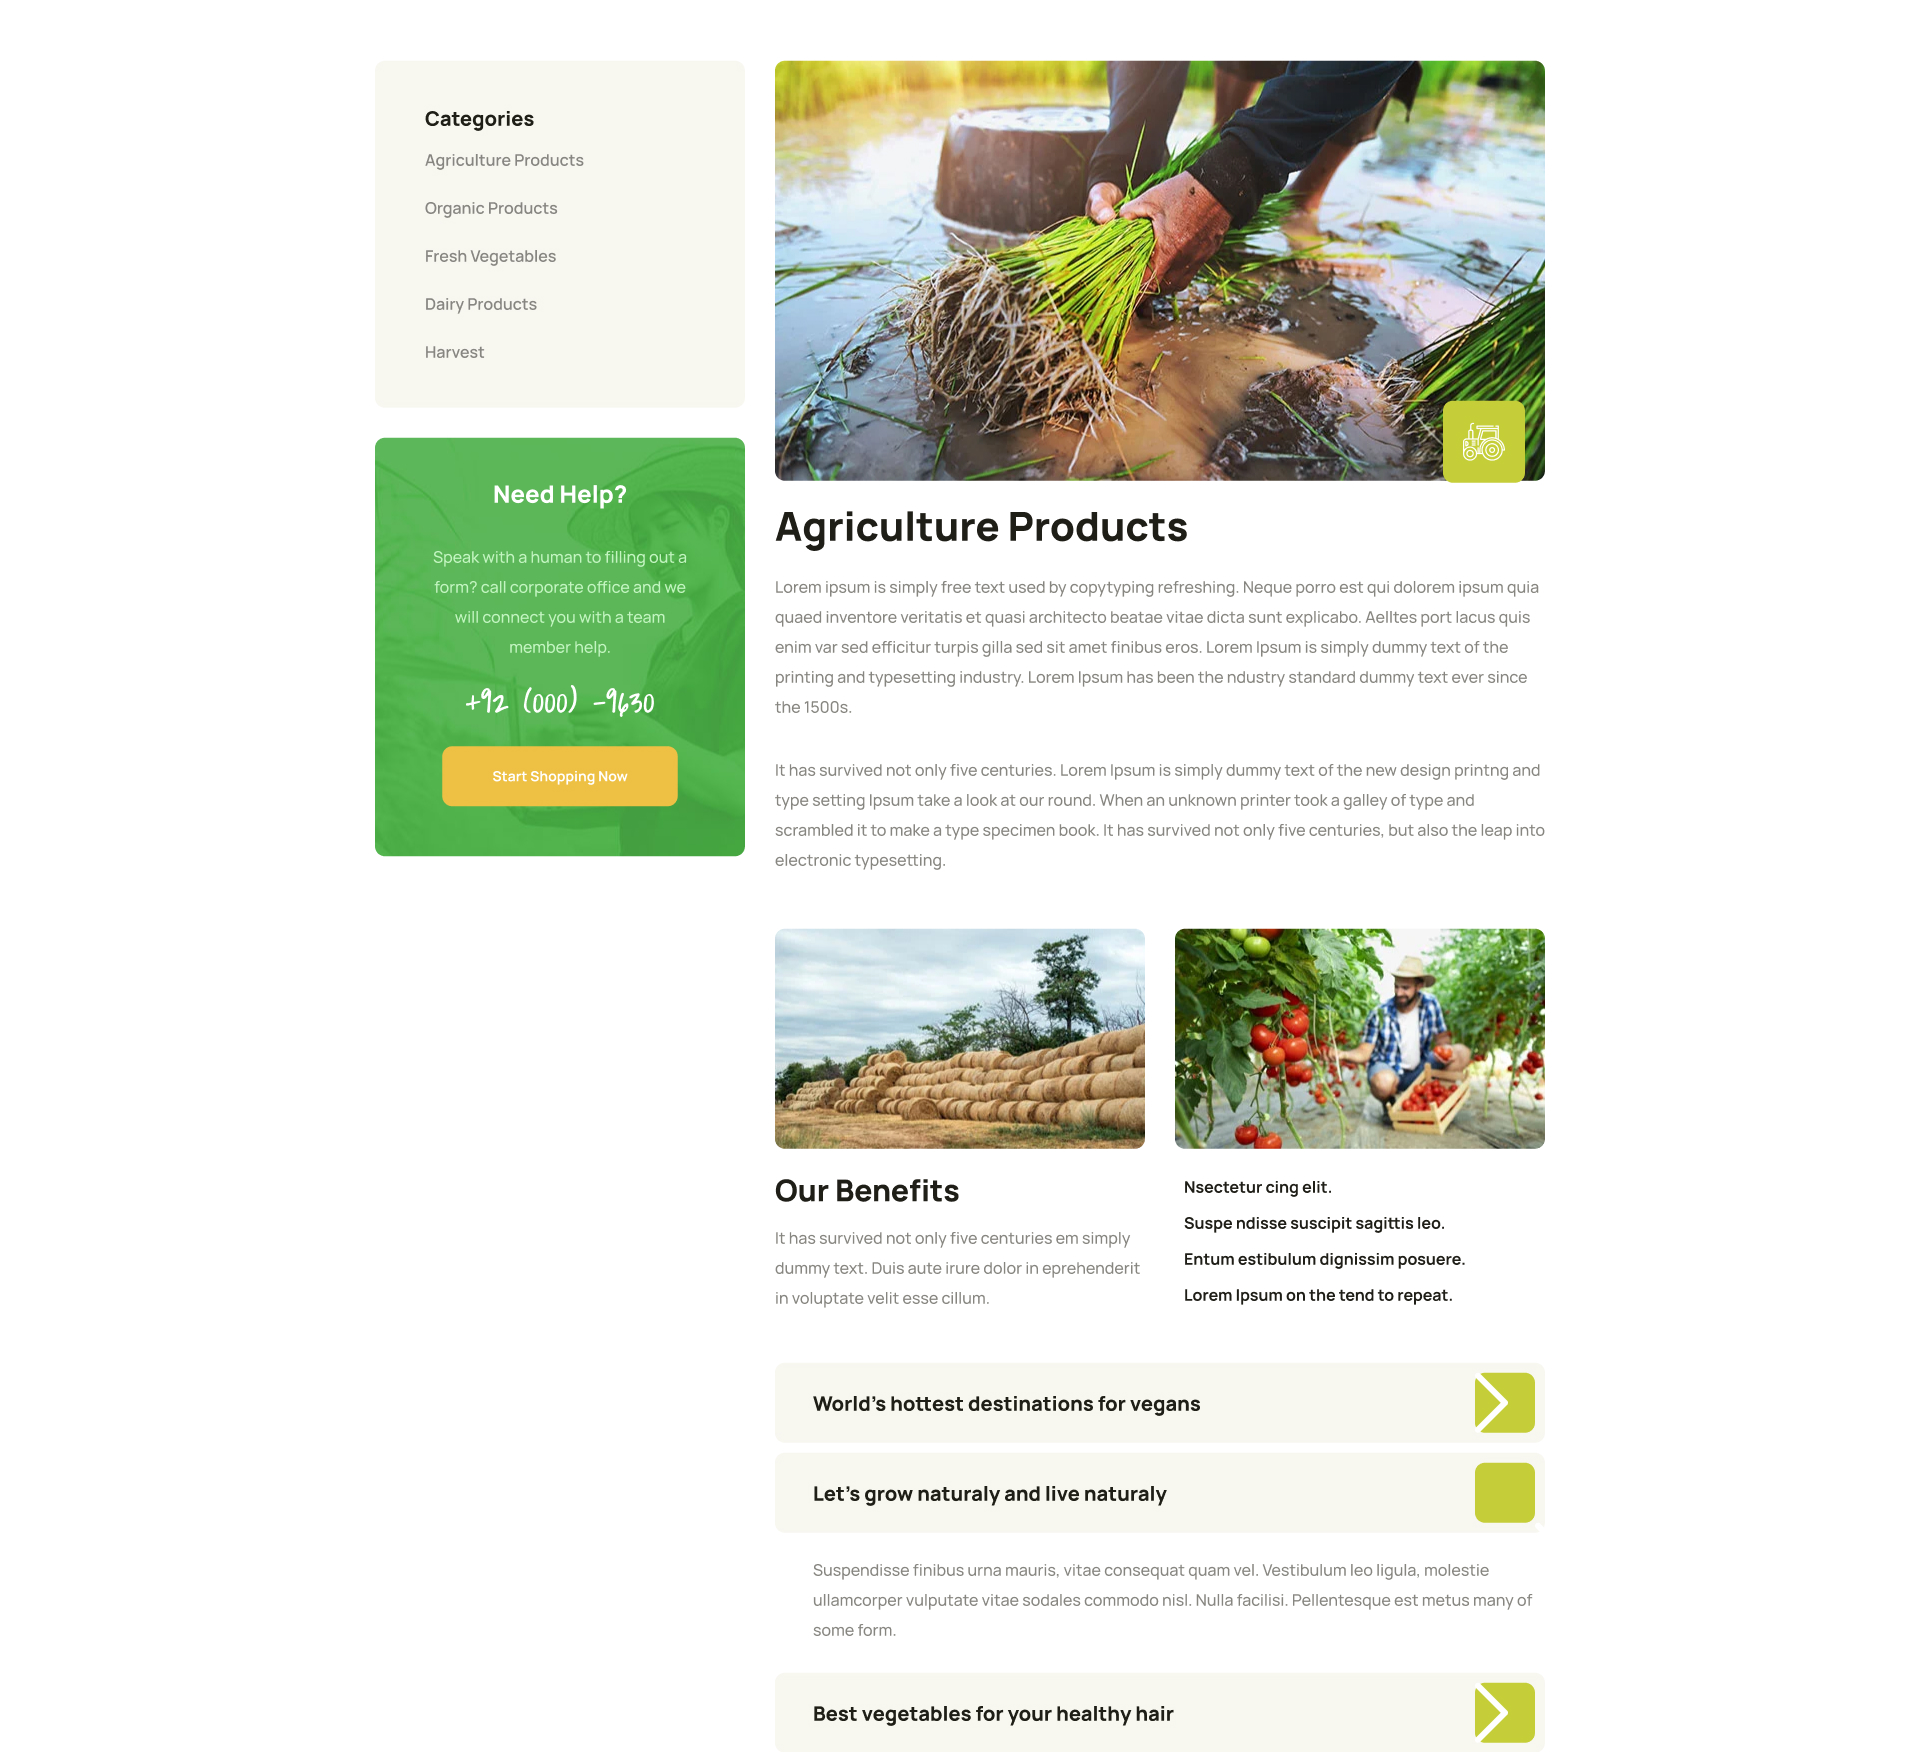 Categories
Agriculture Products
Organic Products
Fresh Vegetables
Dairy Products
Harvest
Need Help?
Speak with a human to filling out a
form? call corporate office and we
will connect you with a team
member help.
+92 (000) -9630
Start Shopping Now
Agriculture Products
Lorem ipsum is simply free text used by copytyping refreshing. Neque porro est qui dolorem ipsum quia
quaed inventore veritatis et quasi architecto beatae vitae dicta sunt explicabo. Aelltes port lacus quis
enim var sed efficitur turpis gilla sed sit amet finibus eros. Lorem Ipsum is simply dummy text of the
printing and typesetting industry. Lorem Ipsum has been the ndustry standard dummy text ever since
the 1500s.
It has survived not only five centuries. Lorem Ipsum is simply dummy text of the new design printng and
type setting Ipsum take a look at our round. When an unknown printer took a galley of type and
scrambled it to make a type specimen book. It has survived not only five centuries, but also the leap into
electronic typesetting.
Our Benefits
It has survived not only five centuries em simply
dummy text. Duis aute irure dolor in eprehenderit
in voluptate velit esse cillum.
Nsectetur cing elit.
Suspe ndisse suscipit sagittis leo.
Entum estibulum dignissim posuere.
Lorem Ipsum on the tend to repeat.
World's hottest destinations for vegans
Let's grow naturaly and live naturaly
Suspendisse finibus urna mauris, vitae consequat quam vel. Vestibulum leo ligula, molestie
ullamcorper vulputate vitae sodales commodo nisl. Nulla facilisi. Pellentesque est metus many of
some form.
Best vegetables for your healthy hair